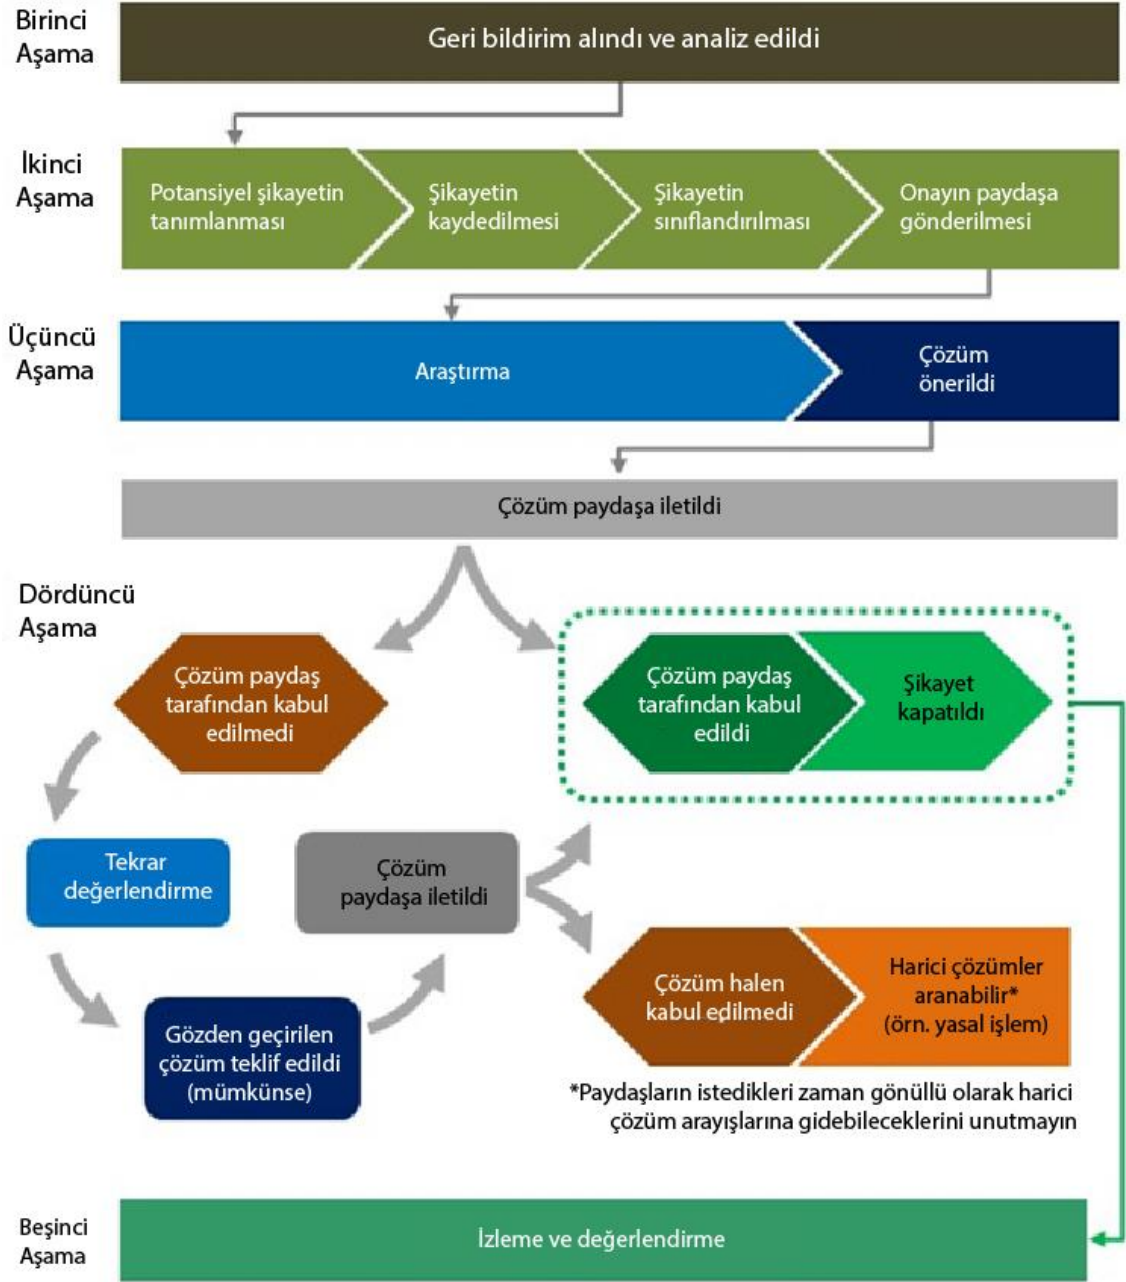 Birinci
Aşama
Geri bildirim alındı ve analiz edildi
İkinci
Aşama
Potansiyel şikayetin
tanımlanması
Şikayetin
kaydedilmesi
Şikayetin
sınıflandırılması
Onayın paydaşa
gönderilmesi
Üçüncü
Aşama
Araştırma
Çözüm
önerildi
Çözüm paydaşa iletildi
Dördüncü
Aşama
Çözüm paydaş
tarafından kabul
edilmedi
Çözüm paydaş
tarafından kabul
edildi
Şikayet
kapatıldı
Tekrar
değerlendirme
Çözüm
paydaşa iletildi
Gözden geçirilen
çözüm teklif edildi
(mümkünse)
Çözüm halen
kabul edilmedi
Harici çözümler
aranabilir*
(örn. yasal işlem)
*Paydaşların istedikleri zaman gönüllü olarak harici
çözüm arayışlarına gidebileceklerini unutmayın
Beşinci
Aşama
İzleme ve değerlendirme